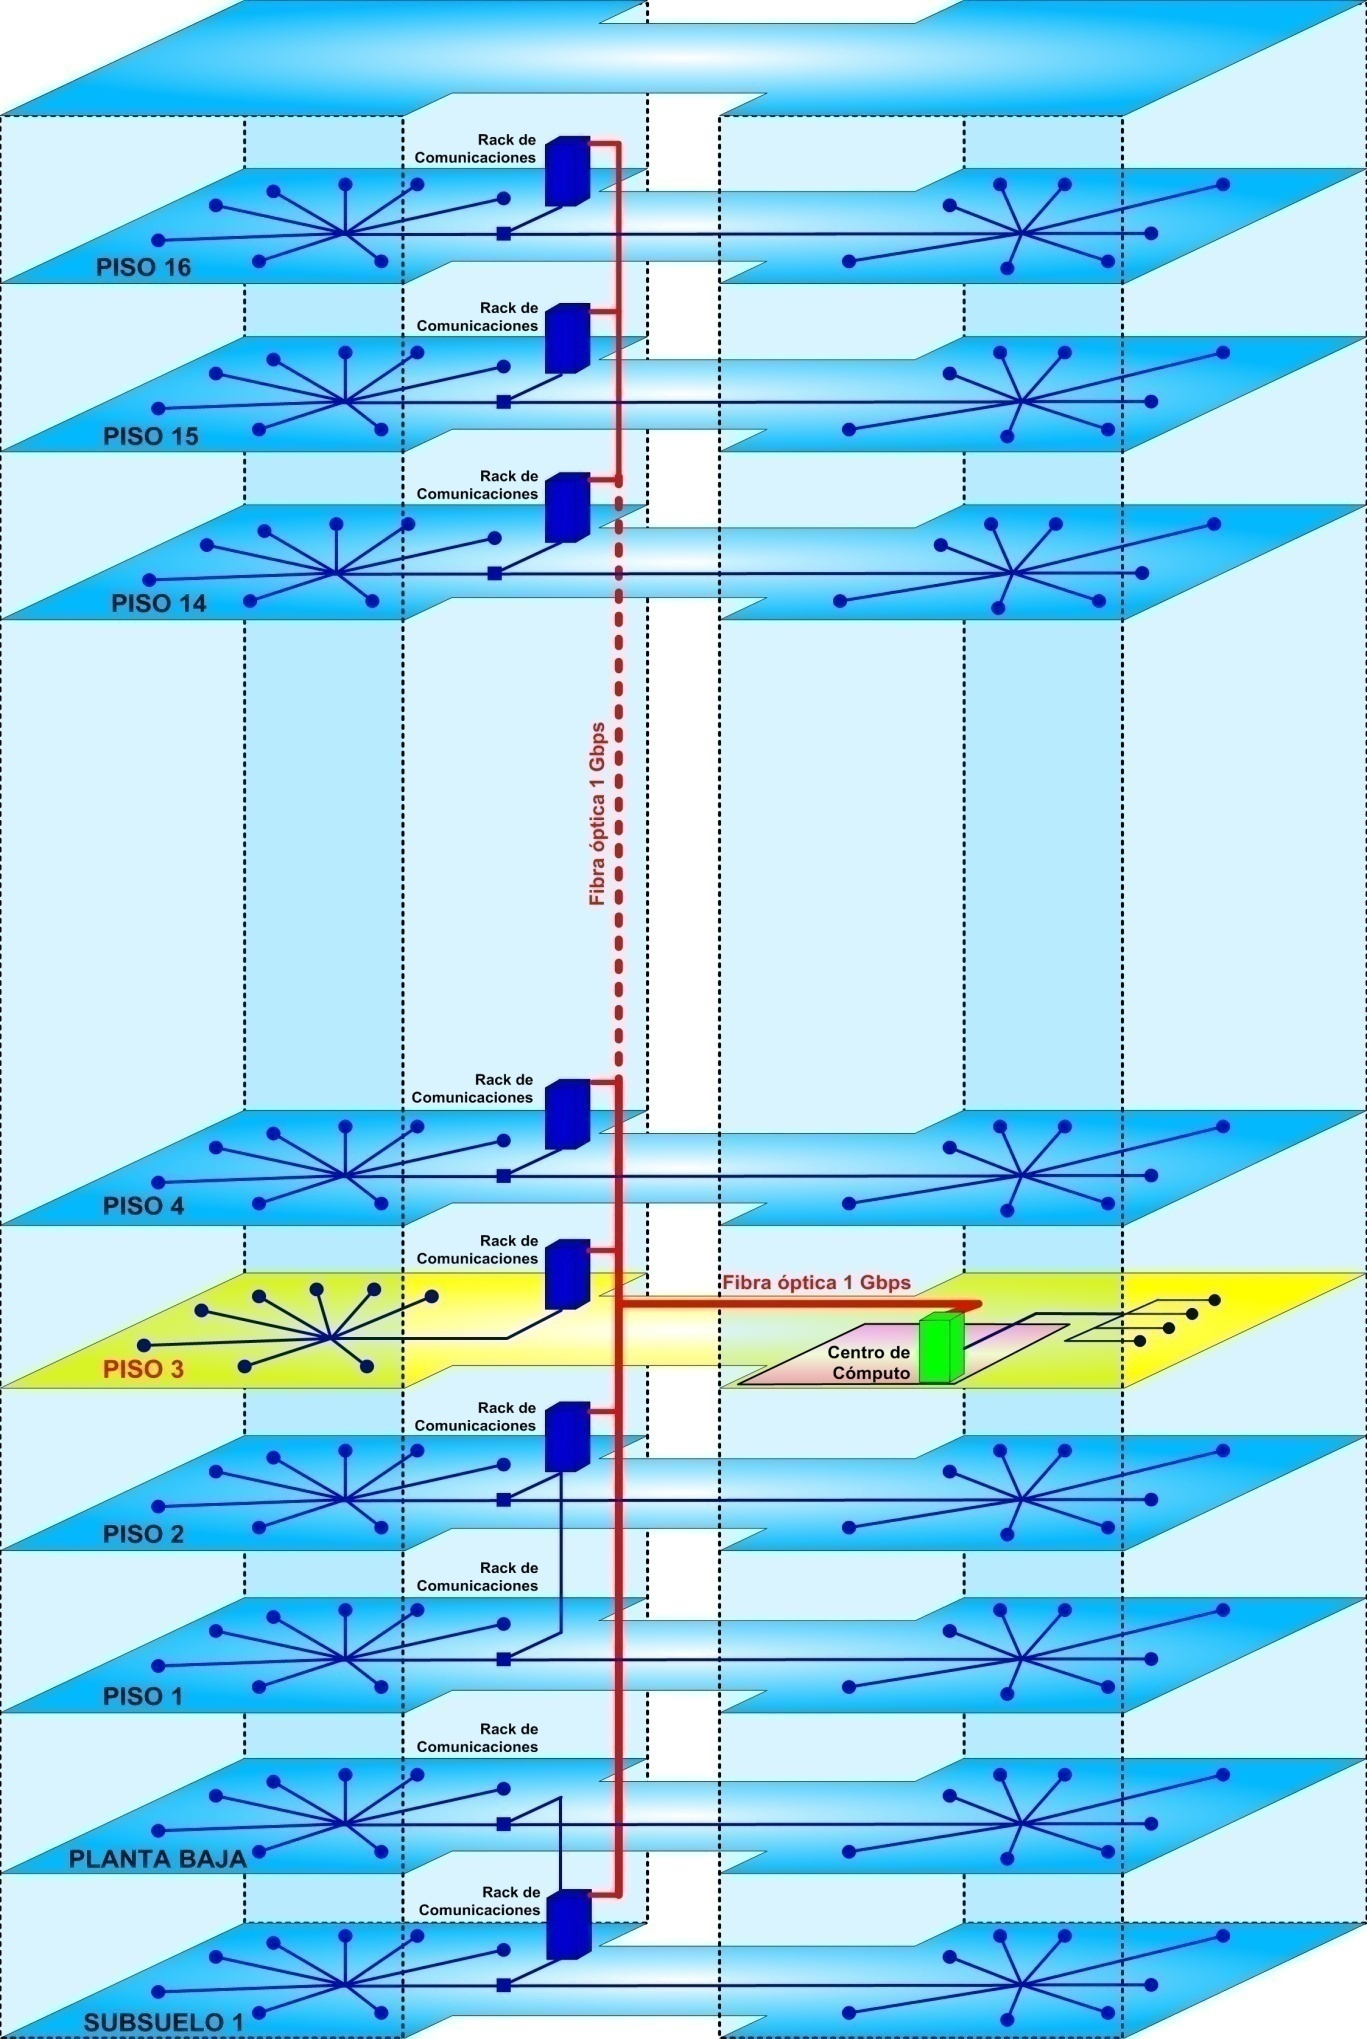 Rack de
Comunicaciones
PISO 16
Rack de
Comunicaciones
PISO 15
Rack de
Comunicaciones
PISO 14
Fibra óptica 1 Gbps
Rack de
Comunicaciones
PISO 4
Rack de
Comunicaciones
Fibra óptica 1 Gbps
Centro de
Cómputo
PISO 3
Rack de
Comunicaciones
PISO 2
Rack de
Comunicaciones
PISO 1
Rack de
Comunicaciones
PLANTA BAJA
Rack de
Comunicaciones
SUBSUELO 1